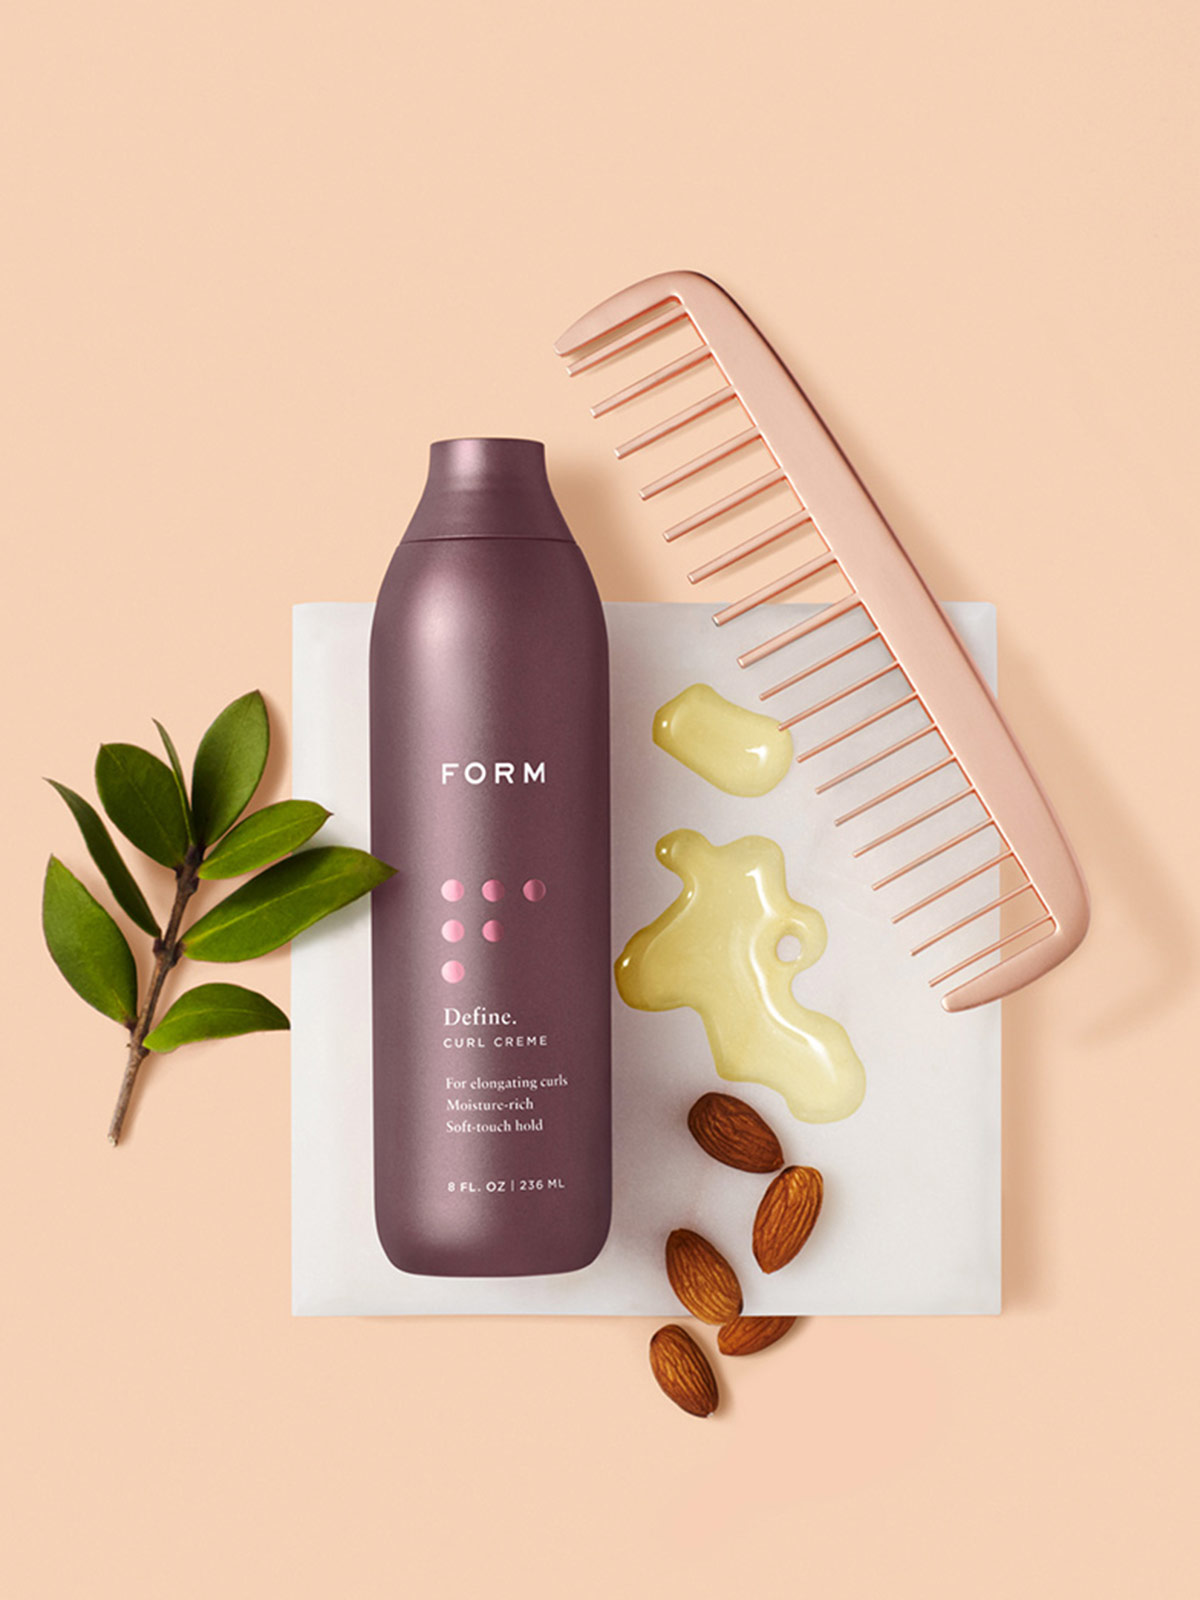 FORM
Define.
CURL CREME
For elongating curls
Moisture-rich
Soft-touch hold
8 FL. OZ | 236 ML